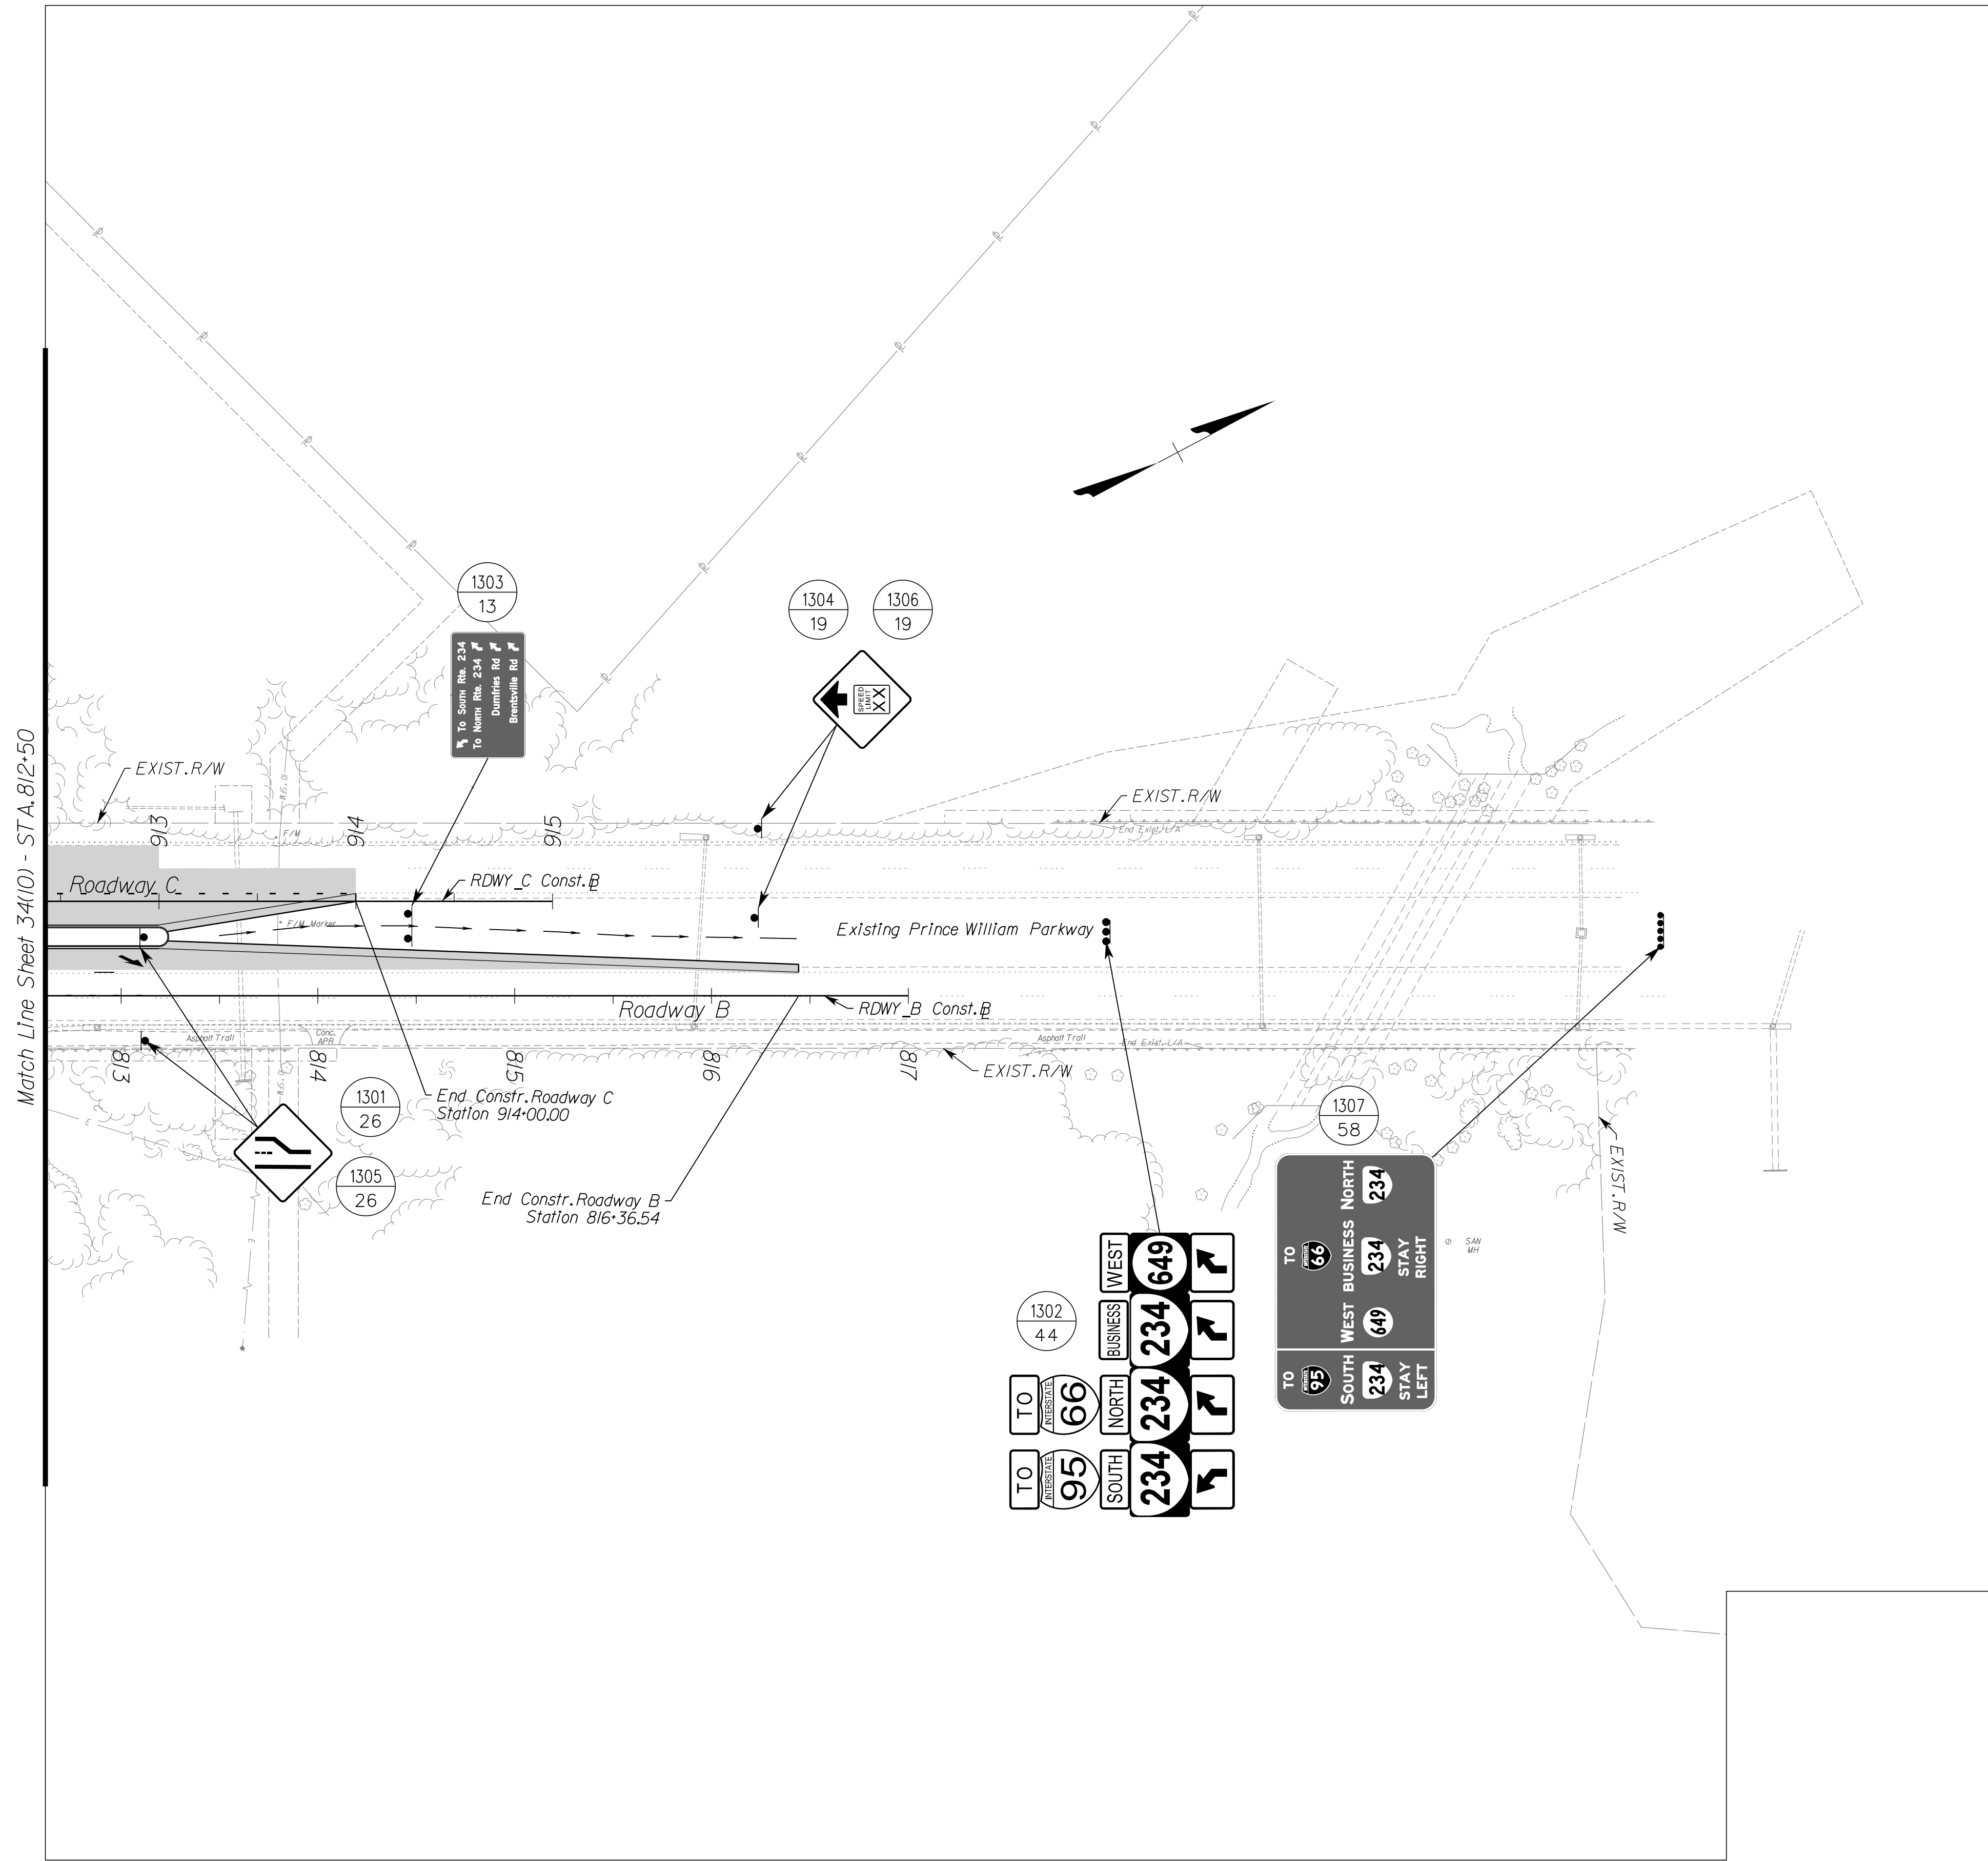 Match Line Sheet 34(10) - STA. 812+50
1303
13
1304
19
1306
19
To South Rte. 234
To North Rte. 234
Dumfries Rd
Brentsville Rd
SPEED
LIMIT
XX
EXIST. R/W
EXIST. R/W
End Exist. L/A
F/M
913
914
915
Roadway C
RDWY_C Const. BL
F/M Marker
Existing Prince William Parkway
Roadway B
RDWY_B Const. BL
Asphalt Trail
Conc.
APR
Asphalt Trail
End Exist. L/A
813
814
815
816
817
EXIST. R/W
1301
26
End Constr. Roadway C
Station 914+00.00
1305
26
End Constr. Roadway B
Station 816+36.54
E
E
1307
58
EXIST. R/W
SAN
MH
1302
44
WEST
649
BUSINESS
234
TO
INTERSTATE
66
NORTH
234
TO
INTERSTATE
95
SOUTH
234
TO
66
WEST BUSINESS NORTH
649 234 234
STAY
RIGHT
TO
95
SOUTH
234
STAY
LEFT